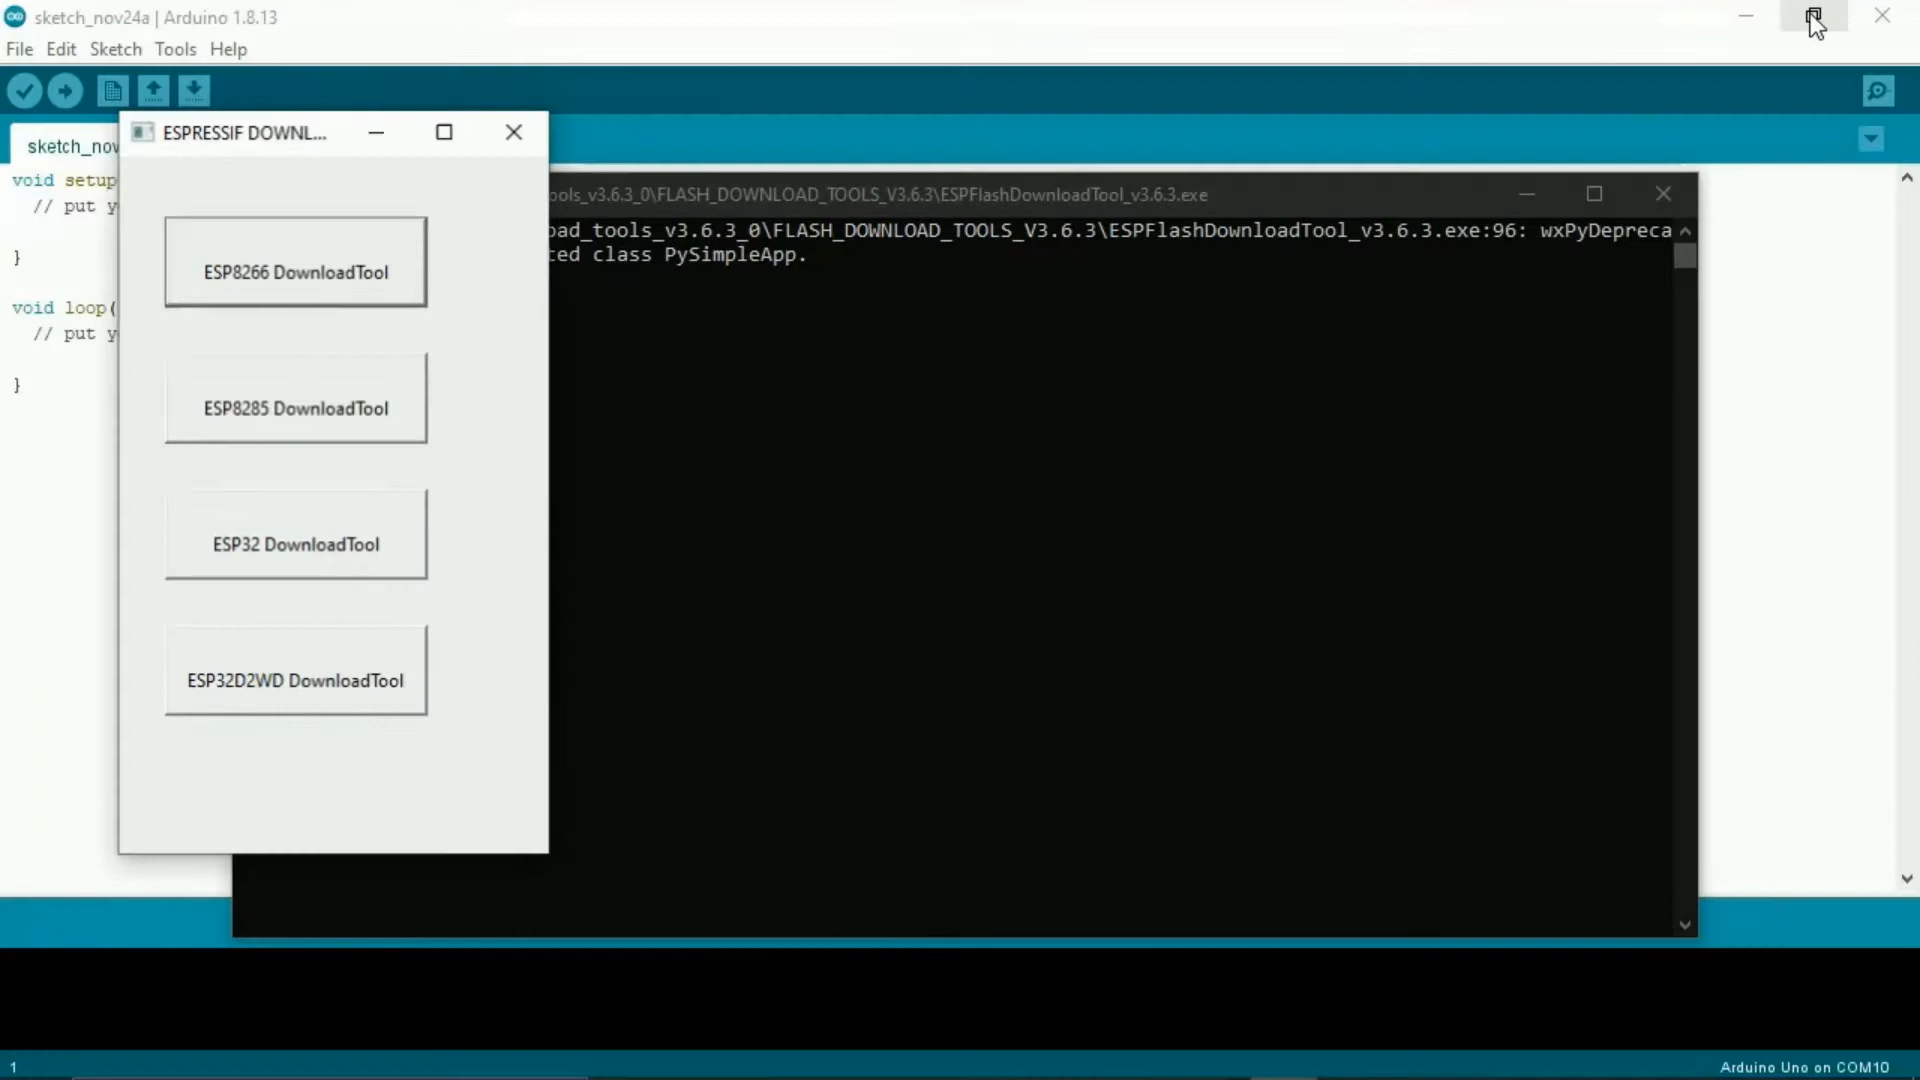 sketch_nov24a | Arduino 1.8.13
File Edit Sketch Tools Help
ESPRESSIF DOWNL...
sketch_nov
void setup
// put y
}
void loop(
// put y
}
ESP8266 DownloadTool
ESP8285 DownloadTool
ESP32 DownloadTool
ESP32D2WD DownloadTool
ools_v3.6.3_0\FLASH_DOWNLOAD_TOOLS_V3.6.3\ESPFlashDownloadTool_v3.6.3.exe
oad_tools_v3.6.3_0\FLASH_DOWNLOAD_TOOLS_V3.6.3\ESPFlashDownloadTool_v3.6.3.exe:96: wxPyDepreca
ted class PySimpleApp.
1
Arduino Uno on COM10